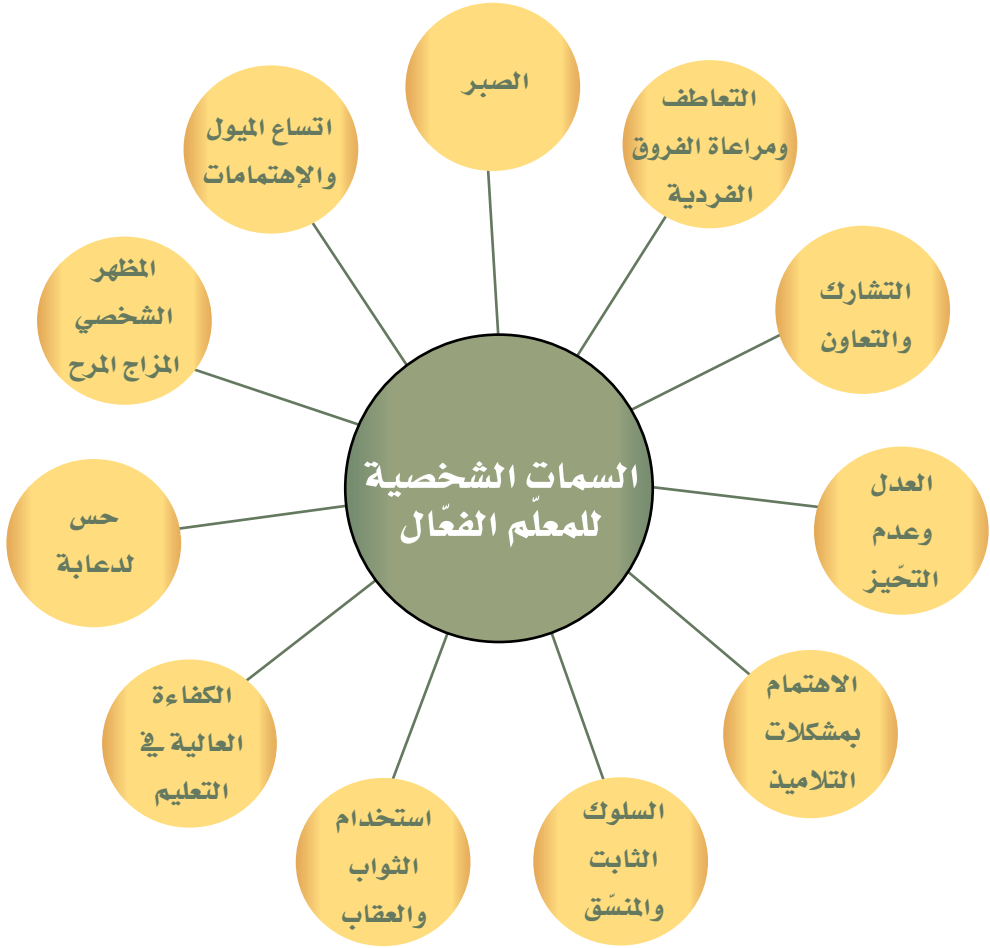 السمات الشخصية
للمعلّم الفعّال
الصبر
التعاطف
ومراعاة الفروق
الفردية
التشارك
والتعاون
العدل
وعدم
التحّيز
الاهتمام
بمشكلات
التلاميذ
السلوك
الثابت
والمنسّق
استخدام
الثواب
والعقاب
الكفاءة
العالية في
التعليم
حس
لدعابة
المظهر
الشخصي
المزاج المرح
اتساع الميول
والإهتمامات